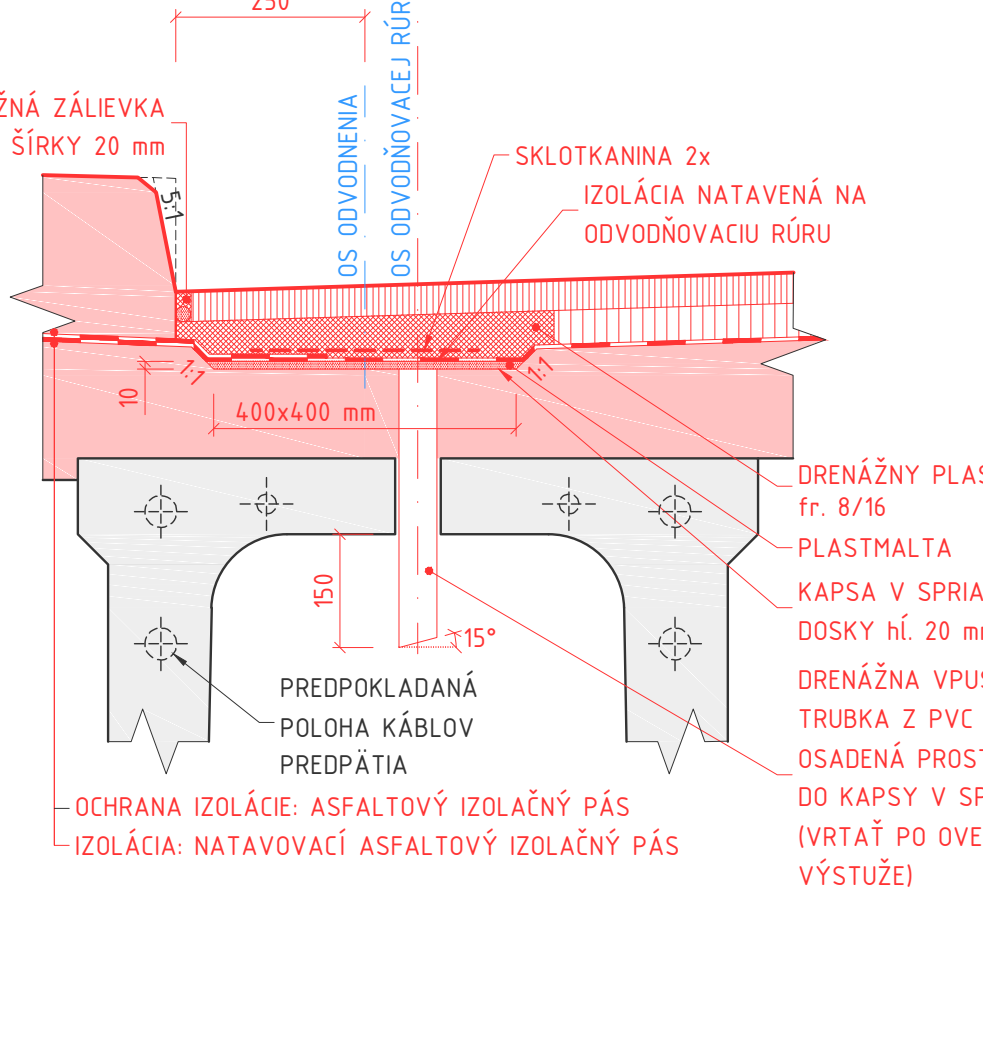 250
OS ODVODNENIA
OS ODVODŇOVACEJ RÚR
ŽNÁ ZÁLIEVKA
ŠÍRKY 20 mm
5:1
SKLOTKANINA 2x
IZOLÁCIA NATAVENÁ NA
ODVODŇOVACIU RÚRU
1:1
1:1
10
400x400 mm
150
15°
DRENÁŽNY PLAS
fr. 8/16
PLASTMALTA
KAPSA V SPRIA
DOSKY hĺ. 20 mm
DRENÁŽNA VPUS
TRUBKA Z PVC
OSADENÁ PROST
DO KAPSY V SP
(VRTAŤ PO OVE
VÝSTUŽE)
PREDPOKLADANÁ
POLOHA KÁBLOV
PREDPÄTIA
OCHRANA IZOLÁCIE: ASFALTOVÝ IZOLAČNÝ PÁS
IZOLÁCIA: NATAVOVACÍ ASFALTOVÝ IZOLAČNÝ PÁS